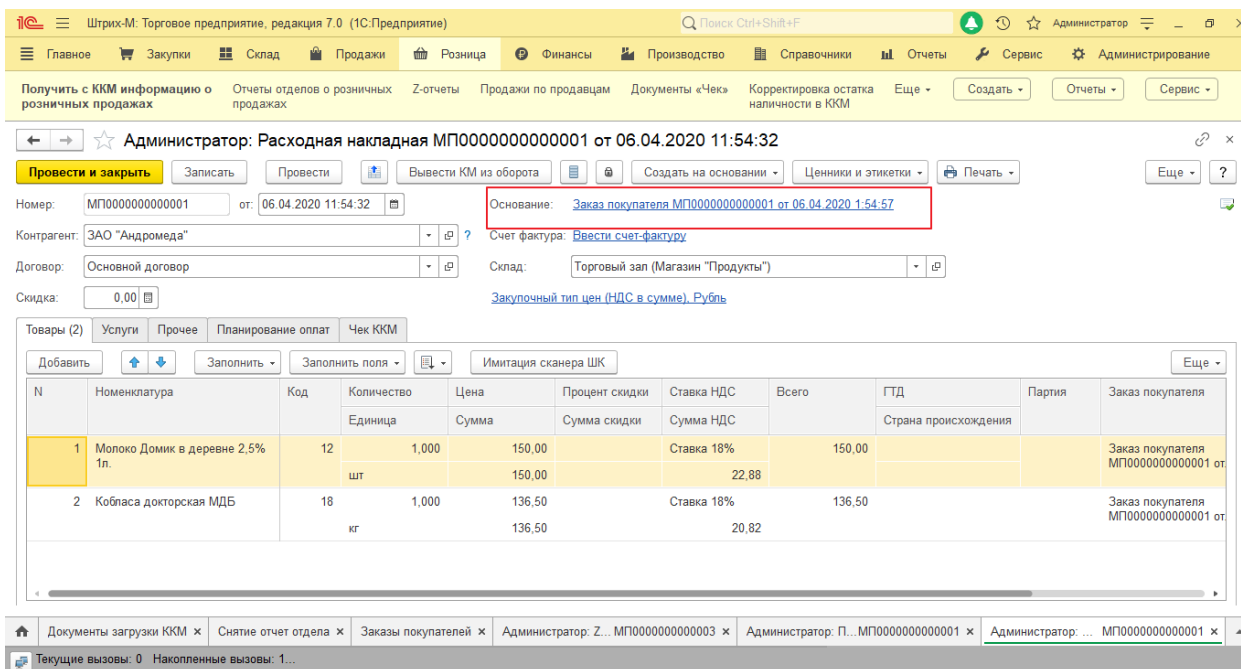 1С Штрих-М: Торговое предприятие, редакция 7.0 (1С:Предприятие) Поиск Ctrl+Shift+F Администратор
Главное Закупки Склад Продажи Розница Финансы Производство Справочники Отчеты Сервис Администрирование
Получить с ККМ информацию о розничных продажах
Отчеты отделов о розничных продажах
Z-отчеты
Продажи по продавцам
Документы «Чек»
Корректировка остатка наличности в ККМ
Еще
Создать
Отчеты
Сервис
Администратор: Расходная накладная МП0000000000001 от 06.04.2020 11:54:32
Провести и закрыть Записать Провести Вывести КМ из оборота Создать на основании Ценники и этикетки Печать Еще ?
Номер: МП0000000000001 от: 06.04.2020 11:54:32 Основание: Заказ покупателя МП0000000000001 от 06.04.2020 1:54:57
Контрагент: ЗАО "Андромеда" ? Счет фактура: Ввести счет-фактуру
Договор: Основной договор Склад: Торговый зал (Магазин "Продукты")
Скидка: 0,00 Закупочный тип цен (НДС в сумме), Рубль
Товары (2) Услуги Прочее Планирование оплат Чек ККМ
Добавить Заполнить Заполнить поля Имитация сканера ШК Еще
N Номенклатура Код Количество Цена Процент скидки Ставка НДС Всего ГТД Партия Заказ покупателя
Единица Сумма Сумма скидки Сумма НДС Страна происхождения
1 Молоко Домик в деревне 2,5% 12 1,000 150,00 Ставка 18% 150,00 Заказ покупателя
1л. шт 150,00 22,88 МП0000000000001 от
2 Кобласа докторская МДБ 18 1,000 136,50 Ставка 18% 136,50 Заказ покупателя
кг 136,50 20,82 МП0000000000001 от
Документы загрузки ККМ × Снятие отчет отдела × Заказы покупателей × Администратор: Z... МП0000000000003 × Администратор: П...МП0000000000001 × Администратор: ... МП0000000000001 ×
Текущие вызовы: 0 Накопленные вызовы: 1...